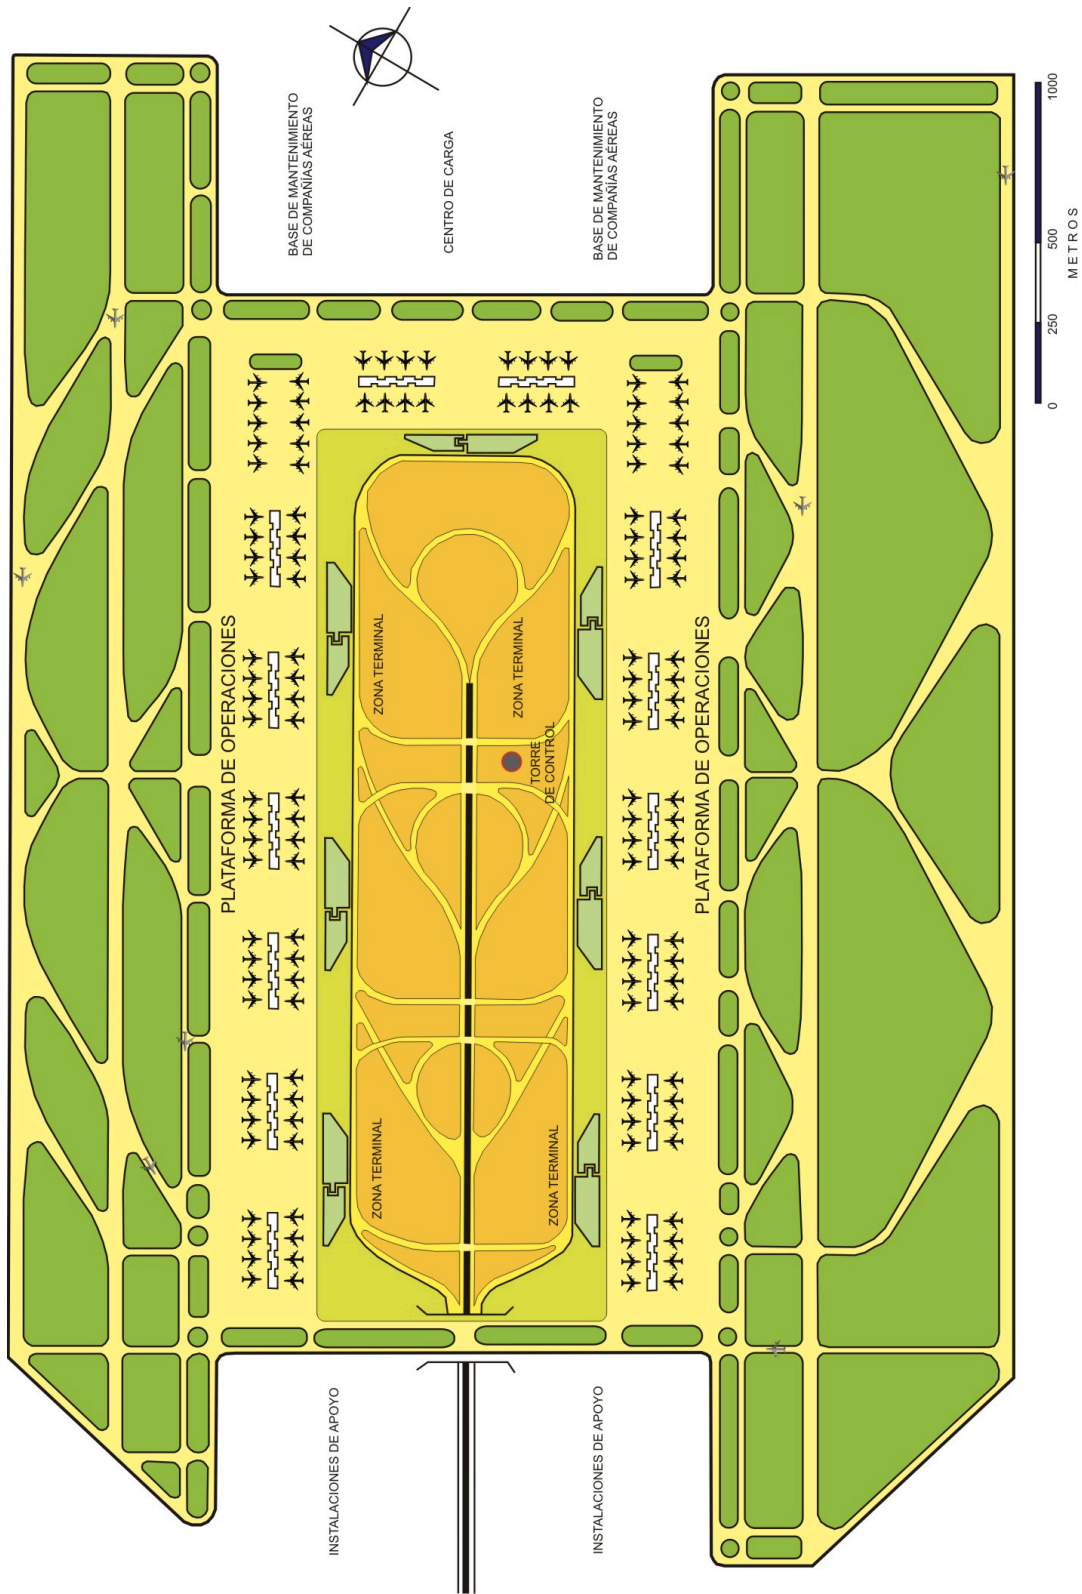 BASE DE MANTENIMIENTO
DE COMPAÑÍAS AÉREAS
CENTRO DE CARGA
BASE DE MANTENIMIENTO
DE COMPAÑÍAS AÉREAS
1000
500
250
0
METROS
PLATAFORMA DE OPERACIONES
ZONA TERMINAL
ZONA TERMINAL
TORRE
DE CONTROL
PLATAFORMA DE OPERACIONES
ZONA TERMINAL
ZONA TERMINAL
INSTALACIONES DE APOYO
INSTALACIONES DE APOYO